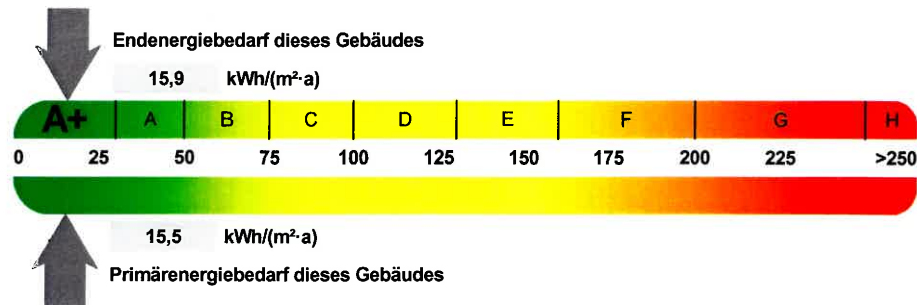 Endenergiebedarf dieses Gebäudes
15,9 kWh/(m²·a)
A+ A B C D E F G H
0 25 50 75 100 125 150 175 200 225 >250
15,5 kWh/(m²·a)
Primärenergiebedarf dieses Gebäudes